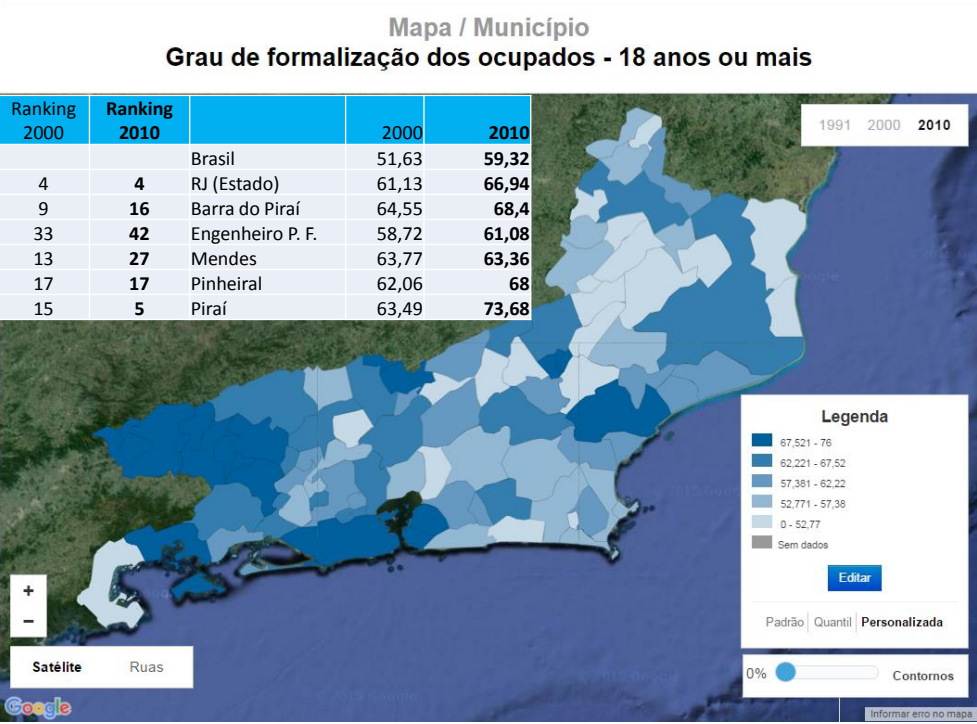 Mapa / Município
Grau de formalização dos ocupados - 18 anos ou mais
Ranking 2000 Ranking 2010 2000 2010
Brasil 51,63 59,32
4 4 RJ (Estado) 61,13 66,94
9 16 Barra do Piraí 64,55 68,4
33 42 Engenheiro P. F. 58,72 61,08
13 27 Mendes 63,77 63,36
17 17 Pinheiral 62,06 68
15 5 Piraí 63,49 73,68
1991 2000 2010
Legenda
67,521 - 76
62,221 - 67,52
57,381 - 62,22
52,771 - 57,38
0 - 52,77
Sem dados
Editar
Padrão Quantil Personalizada
0% Contornos
+
−
Satélite Ruas
Google
Informar erro no mapa